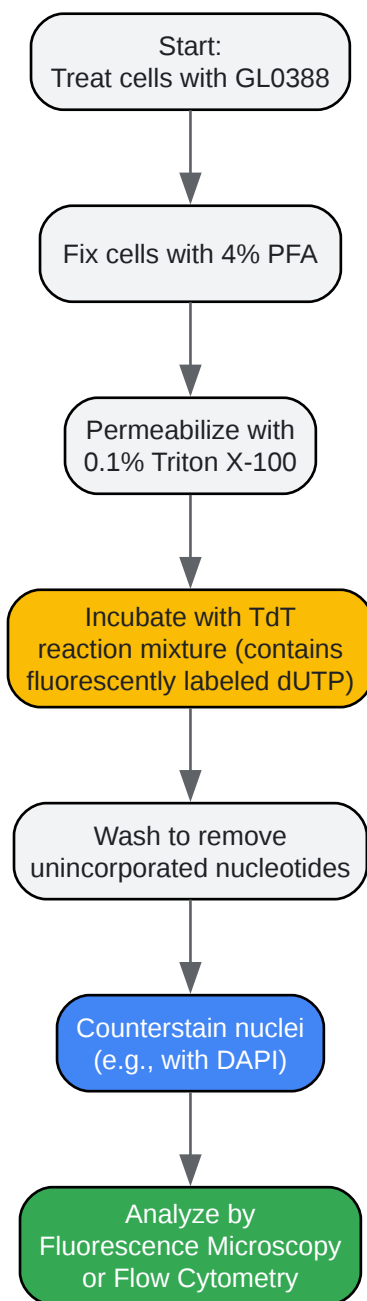 Start:
Treat cells with GL0388
Fix cells with 4% PFA
Permeabilize with
0.1% Triton X-100
Incubate with TdT
reaction mixture (contains
fluorescently labeled dUTP)
Wash to remove
unincorporated nucleotides
Counterstain nuclei
(e.g., with DAPI)
Analyze by
Fluorescence Microscopy
or Flow Cytometry